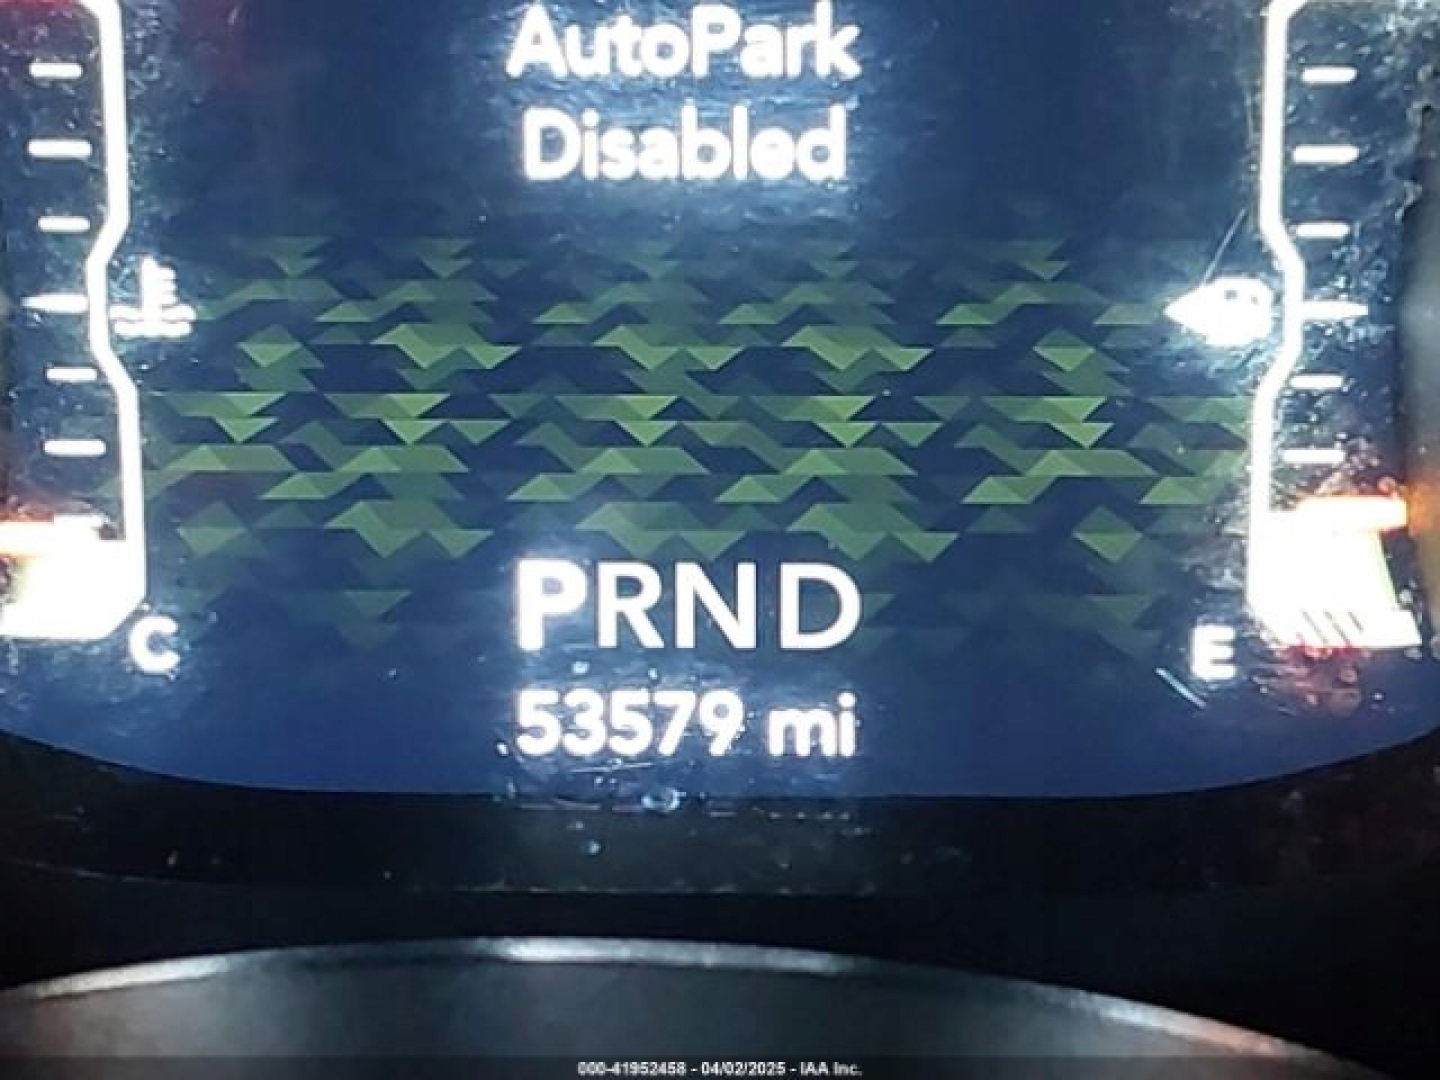 AutoPark
Disabled
PRND
C
E
53579 mi
000-41952458 - 04/02/2025 - IAA Inc.